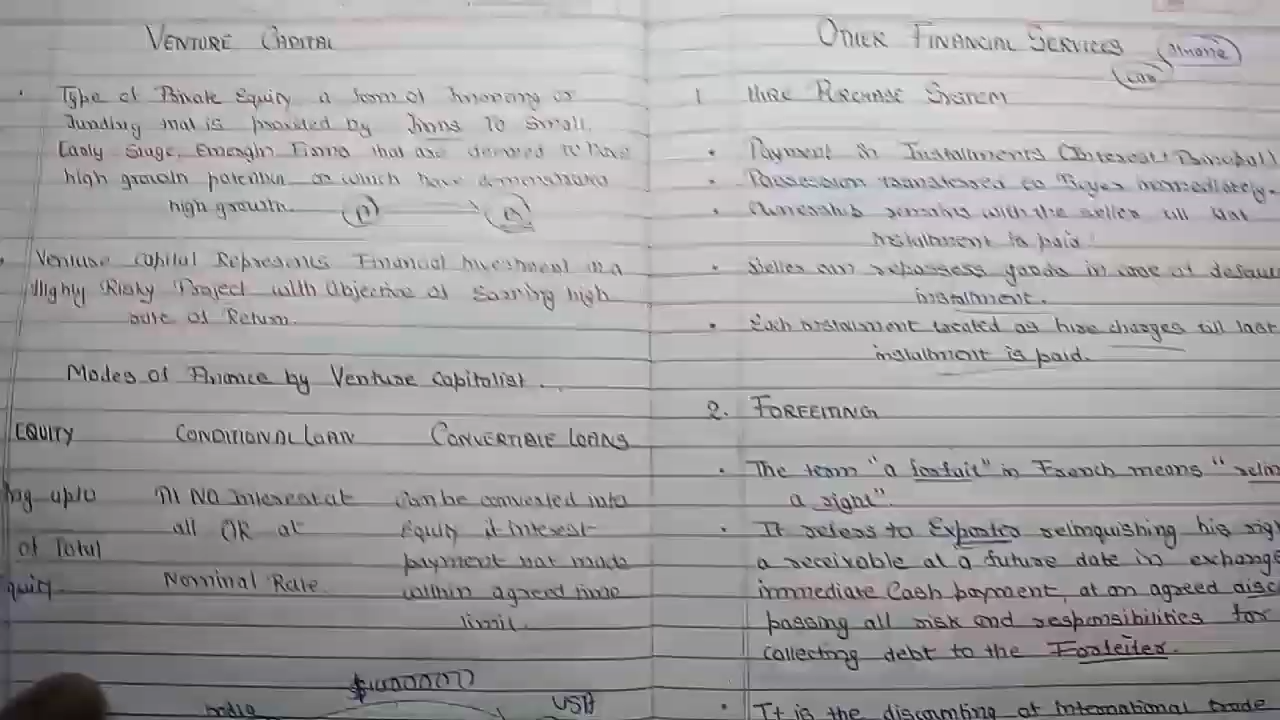 VENTURE CAPITAL
Type of Private Equity a form of financing or
funding that is provided by firms to small,
Early Stage, Emergin Firms that are deemed to have
high growth potential or which have demonstrated
high growth.
Venture Capital Represents Financial Investment in a
Highly Risky Project with Objective of Earning high
rate of Return.
Modes of Finance by Venture Capitalist ..
EQUITY CONDITIONAL LOAN CONVERTIBLE LOANS
upto NO Interest at Can be converted into
all OR at Equity if interest
of Total payment not made
Nominal Rate. within agreed time
limit.
India USA
OTHER FINANCIAL SERVICES
1 HIRE PURCHASE SYSTEM
• Payment in Installments (Interest + Principal)
• Possession transferred to Buyer immediately.
• Ownership remains with the seller till last
installment is paid
• Seller can repossess goods in case of
installment.
• Each installment treated as hire charges till last
installment is paid.
2. FORFEITING
• The term "a forfait" in French means "
a right".
• It refers to Exporter relinquishing his
a receivable at a future date in
immediate Cash payment, at an agreed
passing all risk and responsibilities for
collecting debt to the Forfeiter.
• It is the discounting of international trade